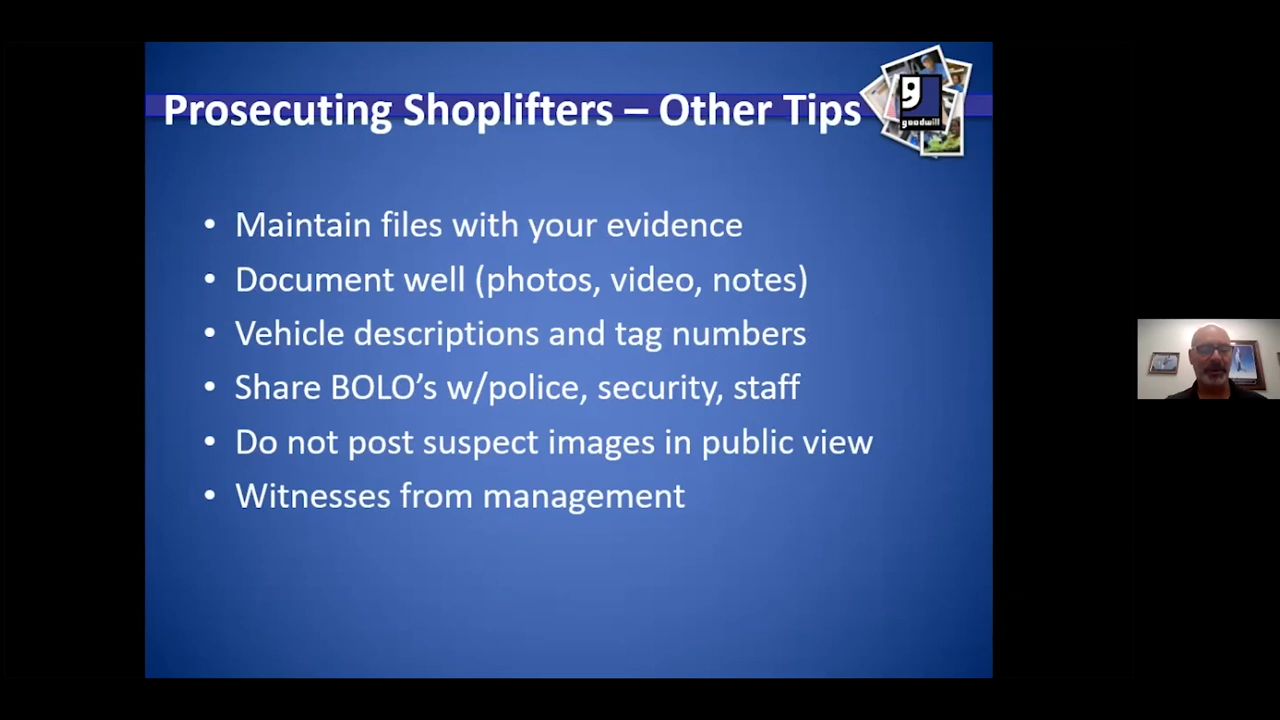 Prosecuting Shoplifters – Other Tips
g
goodwill
• Maintain files with your evidence
• Document well (photos, video, notes)
• Vehicle descriptions and tag numbers
• Share BOLO’s w/police, security, staff
• Do not post suspect images in public view
• Witnesses from management